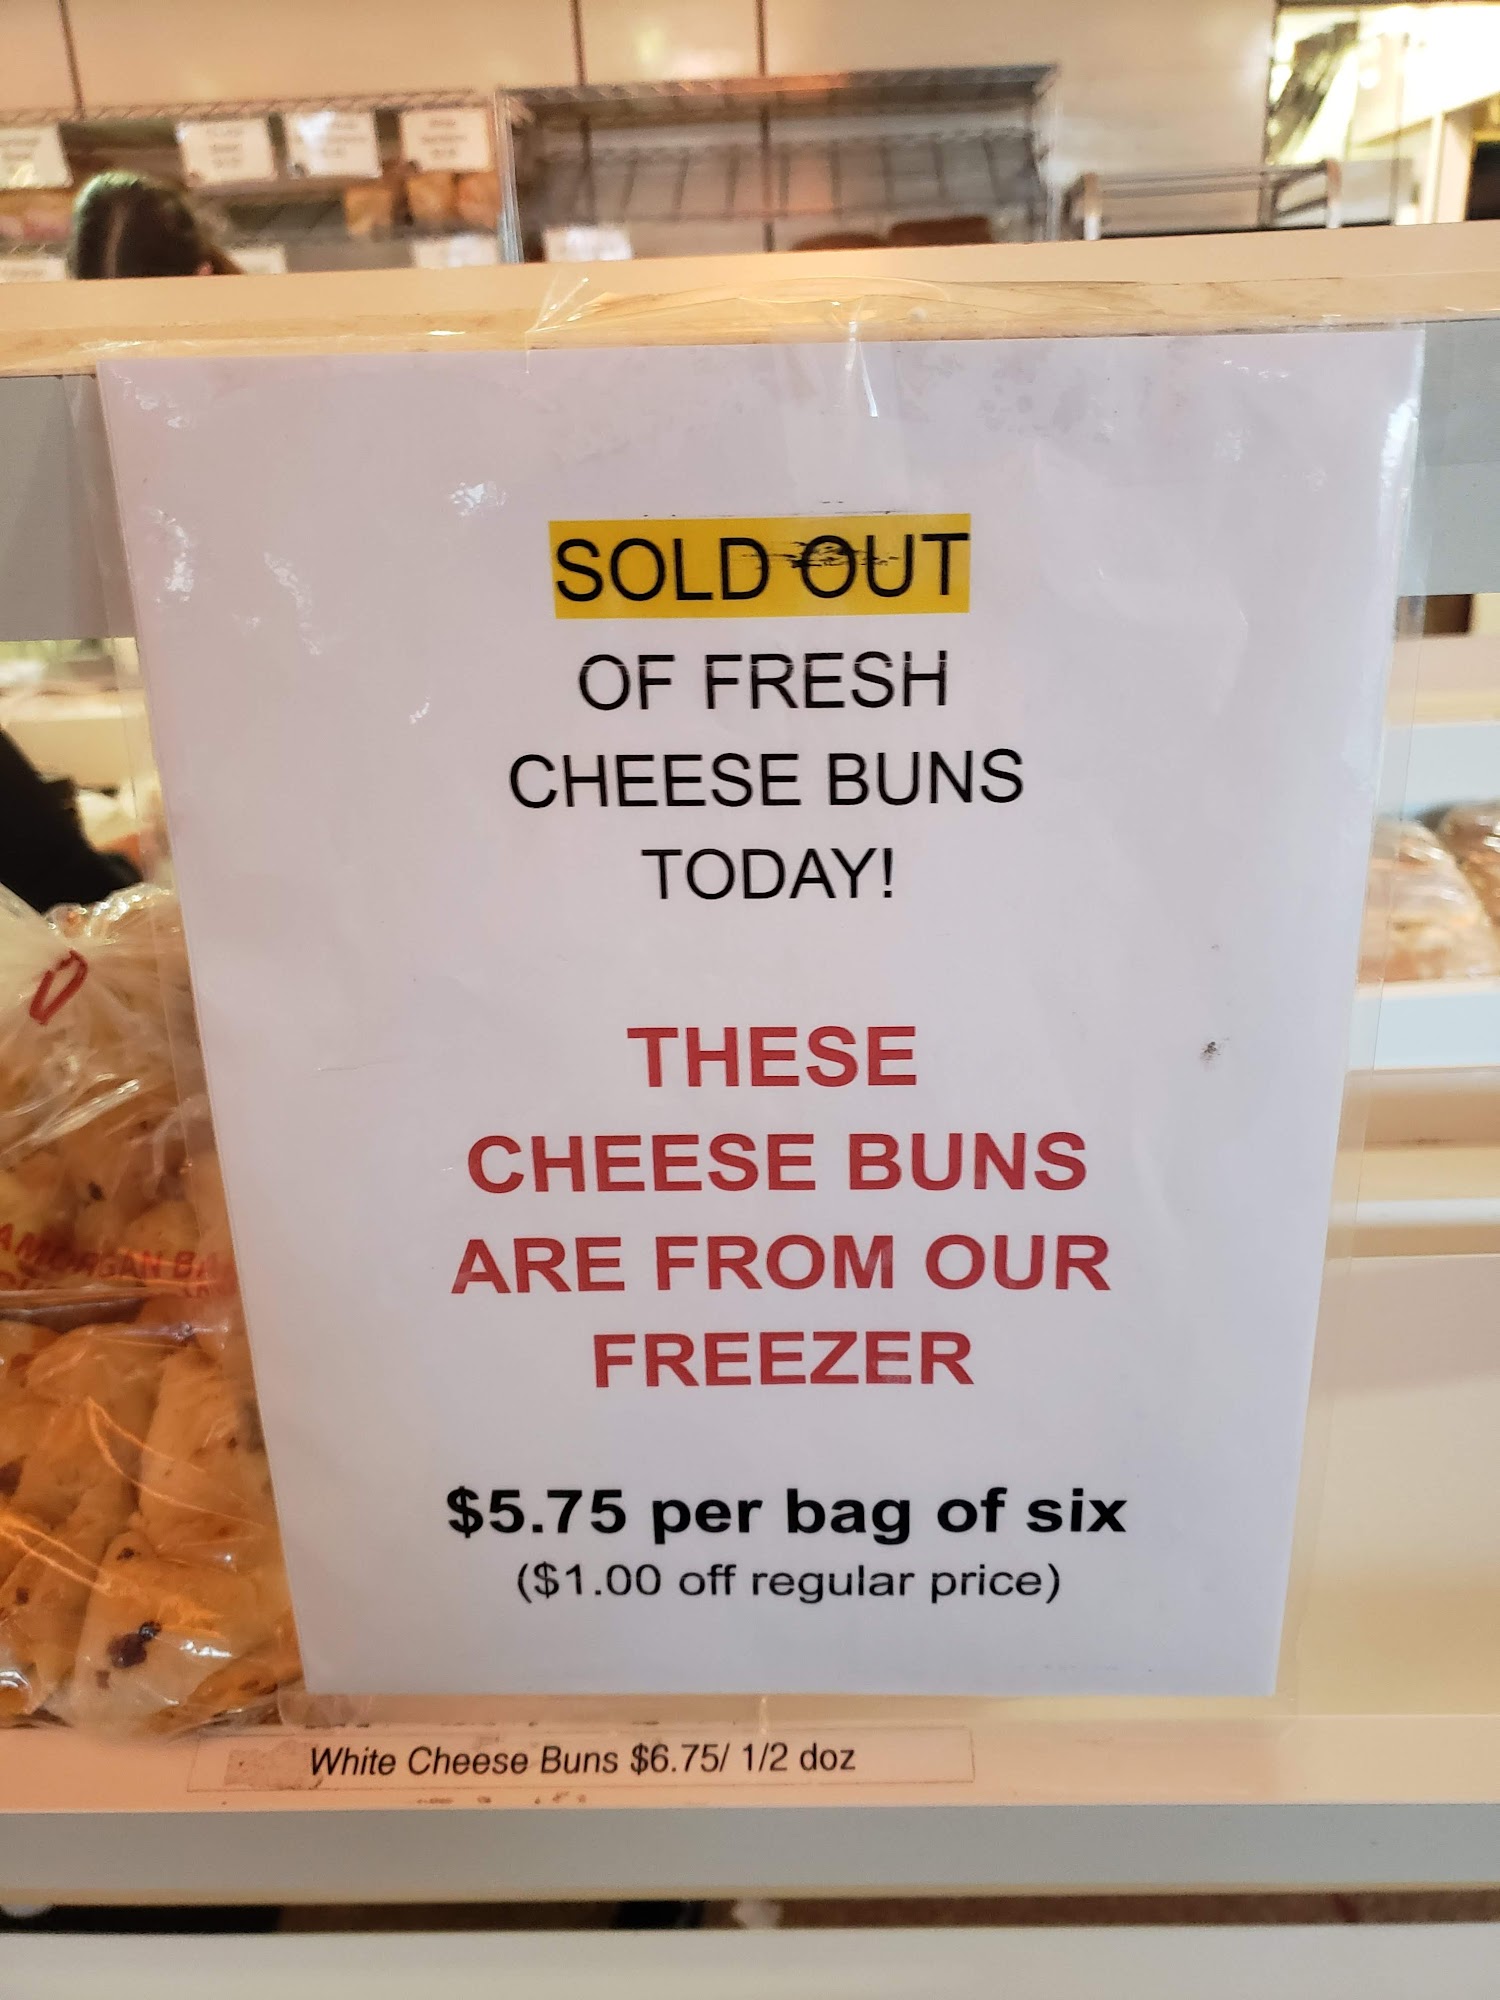 SOLD OUT
OF FRESH
CHEESE BUNS
TODAY!
THESE
CHEESE BUNS
ARE FROM OUR
FREEZER
$5.75 per bag of six
($1.00 off regular price)
White Cheese Buns $6.75/ 1/2 doz